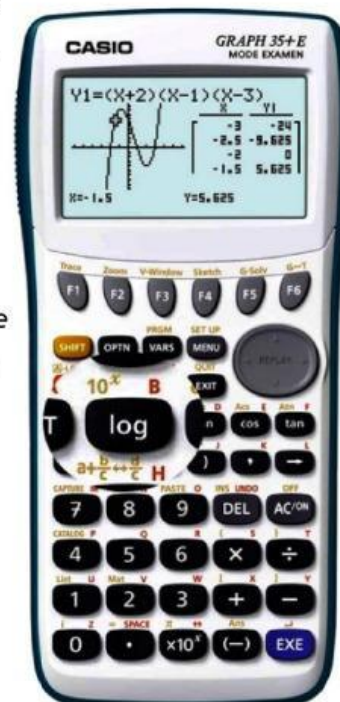 CASIO GRAPH 35+E
MODE EXAMEN
Y1=(X+2)(X-1)(X-3)
X Y1
-3 -24
-2.5 -9.625
-2 0
-1.5 5.625
X=-1.5 Y=5.625
Trace Zoom V-Window Sketch G-Solv
F1 F2 F3 F4 F5 F6
PRGM SET UP
SHIFT OPTN VARS MENU REPLAY
QUIT
EXIT
10ˣ B
D Acs E Atn F
T log n cos tan
K L
) , →
a+b/c↔d/c H
CAPTURE PASTE O INS UNDO OFF
7 8 9 DEL AC/ON
CATALOG P Q R { S } T
4 5 6 × ÷
List U Mat V W [ X ] Y
1 2 3 + −
i Z = SPACE π Ans
0 . ×10ˣ (−) EXE
e